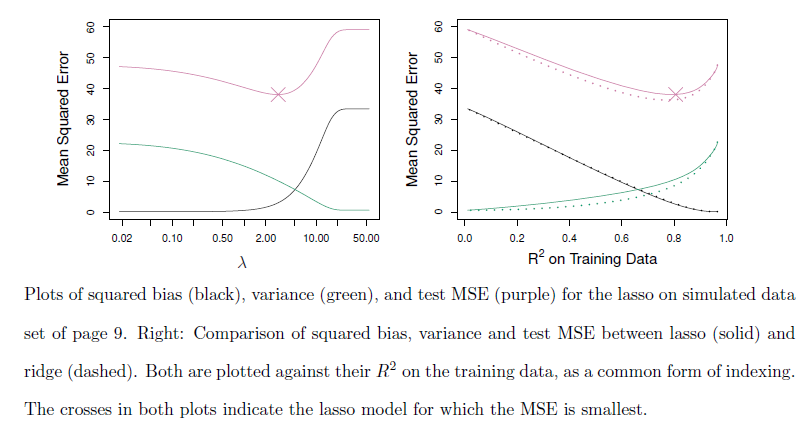 Mean Squared Error
0 10 20 30 40 50 60
0.02 0.10 0.50 2.00 10.00 50.00
λ
Mean Squared Error
0 10 20 30 40 50 60
0.0 0.2 0.4 0.6 0.8 1.0
R² on Training Data
Plots of squared bias (black), variance (green), and test MSE (purple) for the lasso on simulated data
set of page 9. Right: Comparison of squared bias, variance and test MSE between lasso (solid) and
ridge (dashed). Both are plotted against their R² on the training data, as a common form of indexing.
The crosses in both plots indicate the lasso model for which the MSE is smallest.